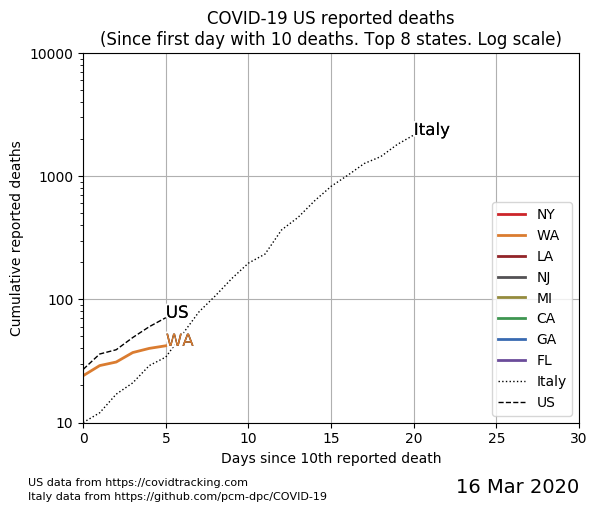 COVID-19 US reported deaths
(Since first day with 10 deaths. Top 8 states. Log scale)
Cumulative reported deaths
10000
1000
100
10
Italy
US
WA
NY
WA
LA
NJ
MI
CA
GA
FL
Italy
US
0 5 10 15 20 25 30
Days since 10th reported death
US data from https://covidtracking.com
Italy data from https://github.com/pcm-dpc/COVID-19
16 Mar 2020